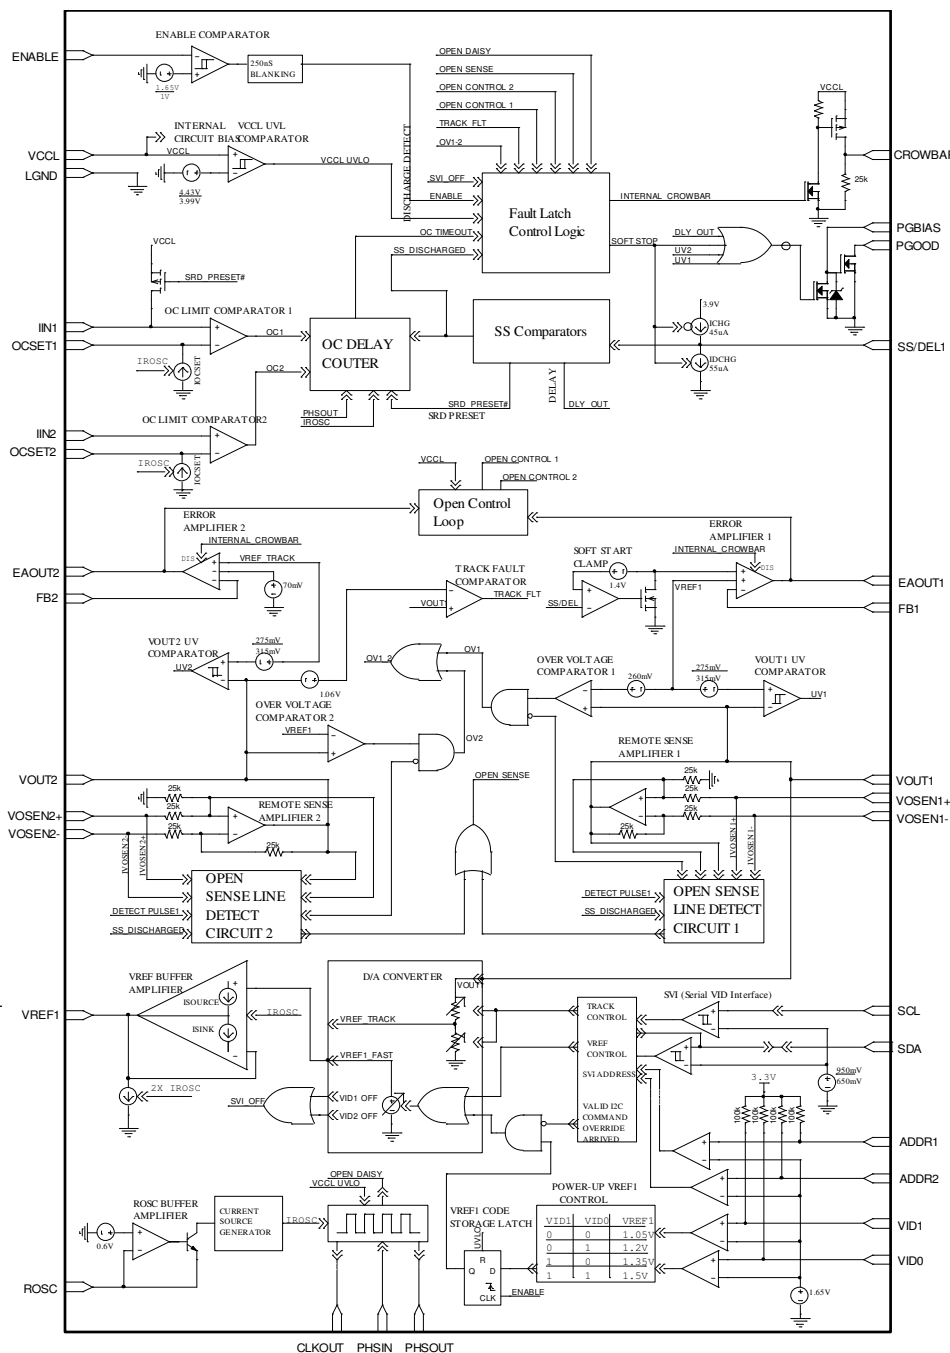 ENABLE COMPARATOR
ENABLE
250nS
BLANKING
1.65V
1V
OPEN DAISY
OPEN SENSE
OPEN CONTROL 2
OPEN CONTROL 1
TRACK_FLT
OV1-2
VCCL
INTERNAL
CIRCUIT BIAS
VCCL UVL
COMPARATOR
VCCL
VCCL
LGND
4.43V
3.99V
VCCL UVLO
DISCHARGE DETECT
SVI_OFF
ENABLE
Fault Latch
Control Logic
INTERNAL_CROWBAR
CROWBAR
25k
OC TIMEOUT
SS_DISCHARGED
SOFT STOP
DLY_OUT
UV2
UV1
PGBIAS
PGOOD
VCCL
SRD_PRESET#
OC LIMIT COMPARATOR 1
IIN1
OCSET1
IROSC
IOCSET
OC1
OC2
OC DELAY
COUTER
SS Comparators
3.9V
ICHG
45uA
IDCHG
55uA
SS/DEL1
PHSOUT
IROSC
SRD_PRESET#
SRD PRESET
DELAY
DLY_OUT
OC LIMIT COMPARATOR2
IIN2
OCSET2
IROSC
IOCSET
VCCL
OPEN CONTROL 1
OPEN CONTROL 2
Open Control
Loop
ERROR
AMPLIFIER 2
INTERNAL_CROWBAR
DIS
VREF_TRACK
EAOUT2
FB2
70mV
TRACK FAULT
COMPARATOR
VOUT1
TRACK_FLT
SOFT START
CLAMP
1.4V
SS/DEL
ERROR
AMPLIFIER 1
INTERNAL_CROWBAR
DIS
VREF1
EAOUT1
FB1
VOUT2 UV
COMPARATOR
275mV
315mV
UV2
1.06V
OV1_2
OV1
OVER VOLTAGE
COMPARATOR 1
260mV
275mV
315mV
VOUT1 UV
COMPARATOR
UV1
OVER VOLTAGE
COMPARATOR 2
VREF1
OV2
REMOTE SENSE
AMPLIFIER 1
VOUT2
VOSEN2+
VOSEN2-
25k
25k
25k
25k
REMOTE SENSE
AMPLIFIER 2
OPEN SENSE
25k
25k
25k
25k
VOUT1
VOSEN1+
VOSEN1-
IVOSEN2-
IVOSEN2+
IVOSEN1+
IVOSEN1-
OPEN
SENSE LINE
DETECT
CIRCUIT 2
DETECT PULSE1
SS_DISCHARGED
DETECT PULSE1
SS_DISCHARGED
OPEN SENSE
LINE DETECT
CIRCUIT 1
VREF BUFFER
AMPLIFIER
ISOURCE
ISINK
IROSC
VREF1
2X IROSC
D/A CONVERTER
VOUT1
VREF_TRACK
VREF1_FAST
VID1_OFF
VID2_OFF
SVI_OFF
TRACK
CONTROL
VREF
CONTROL
SVI ADDRESS
VALID I2C
COMMAND
OVERRIDE
ARRIVED
SVI (Serial VID Interface)
SCL
SDA
950mV
650mV
3.3V
100k
100k
100k
100k
ADDR1
ADDR2
VID1
VID0
1.65V
ROSC BUFFER
AMPLIFIER
0.6V
ROSC
CURRENT
SOURCE
GENERATOR
IROSC
OPEN DAISY
VCCL UVLO
VREF1 CODE
STORAGE LATCH
UVLO
R
Q
D
CLK
ENABLE
POWER-UP VREF1
CONTROL
VID1 VID0 VREF1
0 0 1.05V
0 1 1.2V
1 0 1.35V
1 1 1.5V
CLKOUT PHSIN PHSOUT